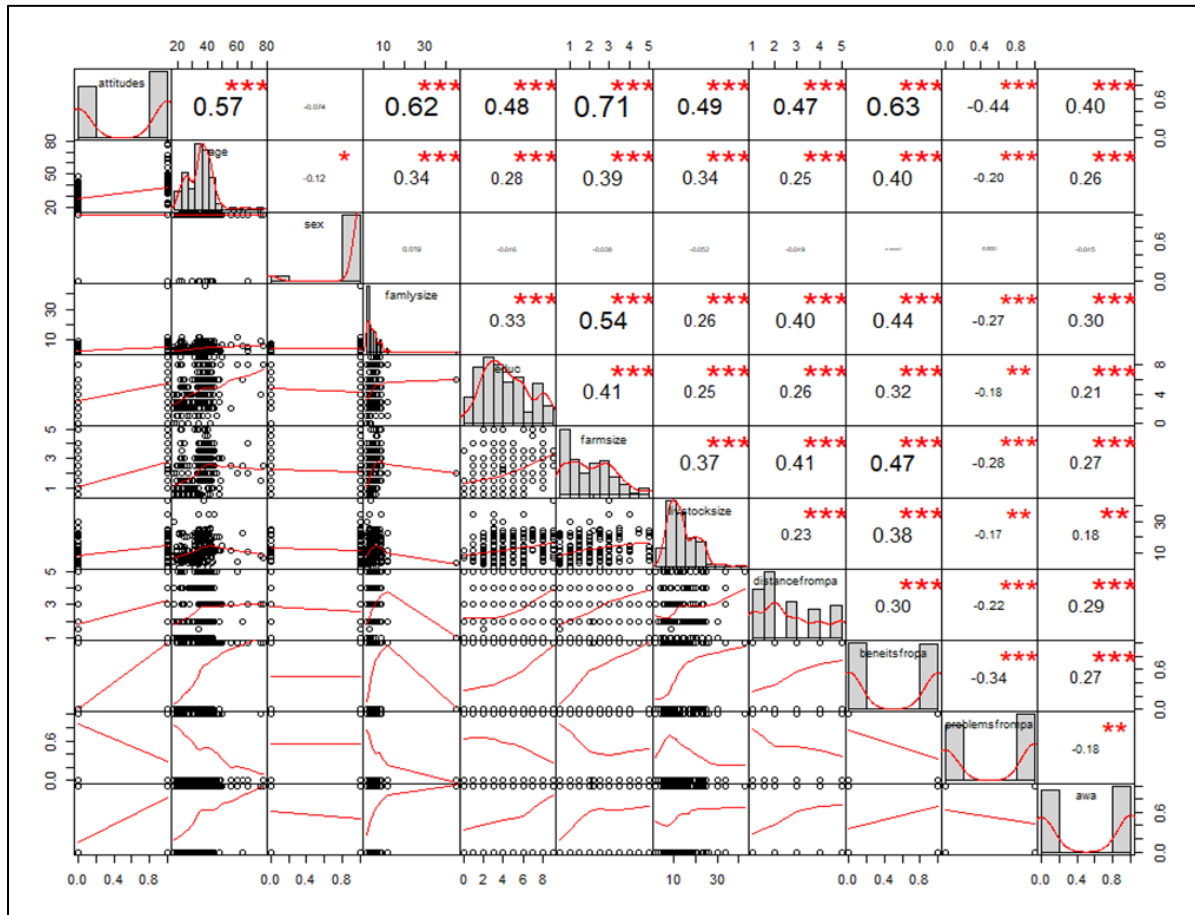 20 40 60 80 10 30 1 2 3 4 5 1 2 3 4 5 0.0 0.4 0.8
attitudes 0.57 *** -0.074 0.62 *** 0.48 *** 0.71 *** 0.49 *** 0.47 *** 0.63 *** -0.44 *** 0.40 *** 0.0 0.6
20 50 80 age -0.12 * 0.34 *** 0.28 *** 0.39 *** 0.34 *** 0.25 *** 0.40 *** -0.20 *** 0.26 ***
sex 0.019 -0.046 -0.052 -0.049 -0.045 0.0 0.6
10 30 famlysize 0.33 *** 0.54 *** 0.26 *** 0.40 *** 0.44 *** -0.27 *** 0.30 ***
educ 0.41 *** 0.25 *** 0.26 *** 0.32 *** -0.18 ** 0.21 *** 0 4 8
1 3 5 farmsize 0.37 *** 0.41 *** 0.47 *** -0.28 *** 0.27 ***
livstooksize 0.23 *** 0.38 *** -0.17 ** 0.18 ** 10 30
1 3 5 distancefrompa 0.30 *** -0.22 *** 0.29 ***
beneitsfropa -0.34 *** 0.27 *** 0.0 0.6
0.0 0.6 problemsfrompa -0.18 **
awa 0.0 0.6
0.0 0.4 0.8 0.0 0.4 0.8 0 2 4 6 8 10 30 0.0 0.4 0.8 0.0 0.4 0.8